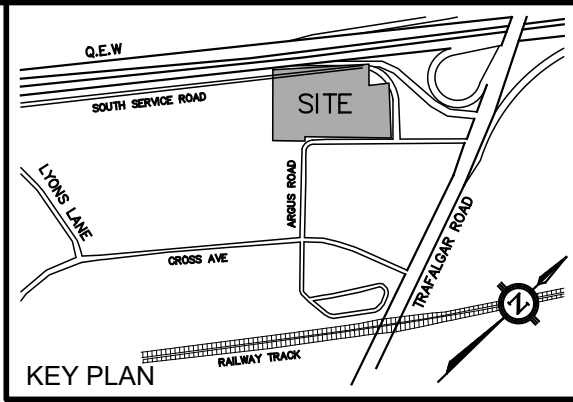 Q.E.W
SOUTH SERVICE ROAD
SITE
LYONS LANE
ARGUS ROAD
CROSS AVE
TRAFALGAR ROAD
N
RAILWAY TRACK
KEY PLAN